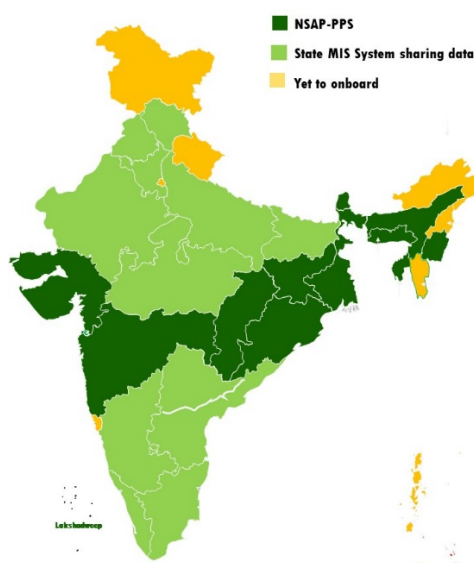 NSAP-PPS
State MIS System sharing data
Yet to onboard
Lakshadweep